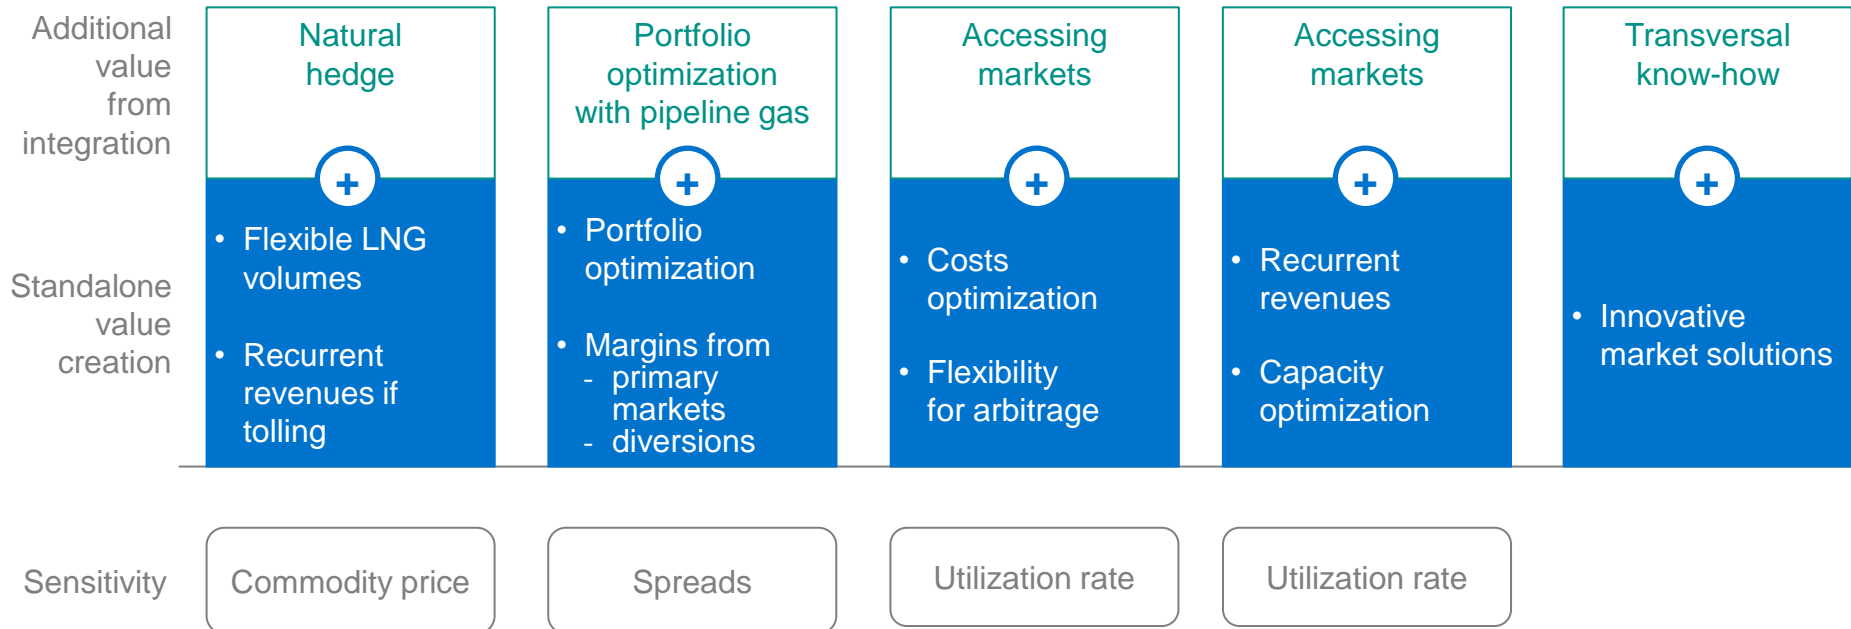 Additional
value
from
integration
Natural
hedge
Portfolio
optimization
with pipeline gas
Accessing
markets
Accessing
markets
Transversal
know-how
+
+
+
+
+
Standalone
value
creation
• Flexible LNG
volumes
• Recurrent
revenues if
tolling
• Portfolio
optimization
• Margins from
- primary
markets
- diversions
• Costs
optimization
• Flexibility
for arbitrage
• Recurrent
revenues
• Capacity
optimization
• Innovative
market solutions
Sensitivity
Commodity price
Spreads
Utilization rate
Utilization rate